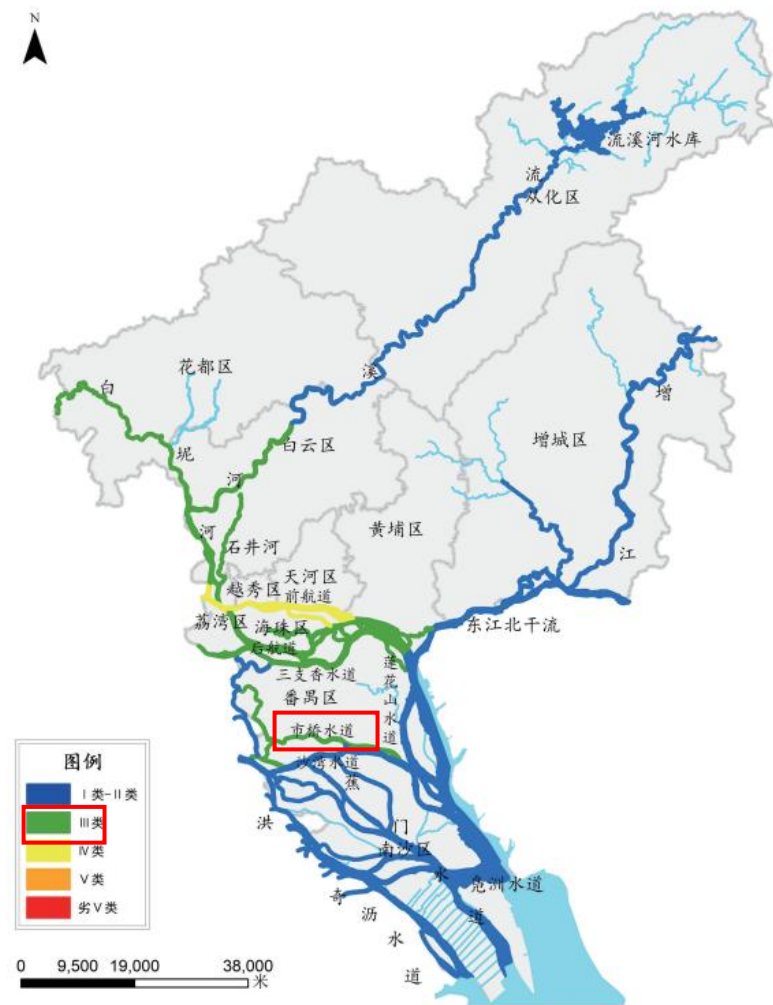 N
流溪河水库
流
从化区
花都区
溪
白
增
白云区
增城区
坭
河
黄埔区
河
石井河
江
天河区
越秀区
前航道
荔湾区
海珠区
东江北干流
后航道
三支香水道
莲花山水道
番禺区
市桥水道
沙湾水道
蕉
洪
门
南沙区
水
凫洲水道
奇
道
沥
水
道
图例
Ⅰ类-Ⅱ类
Ⅲ类
Ⅳ类
Ⅴ类
劣Ⅴ类
0 9,500 19,000 38,000
米